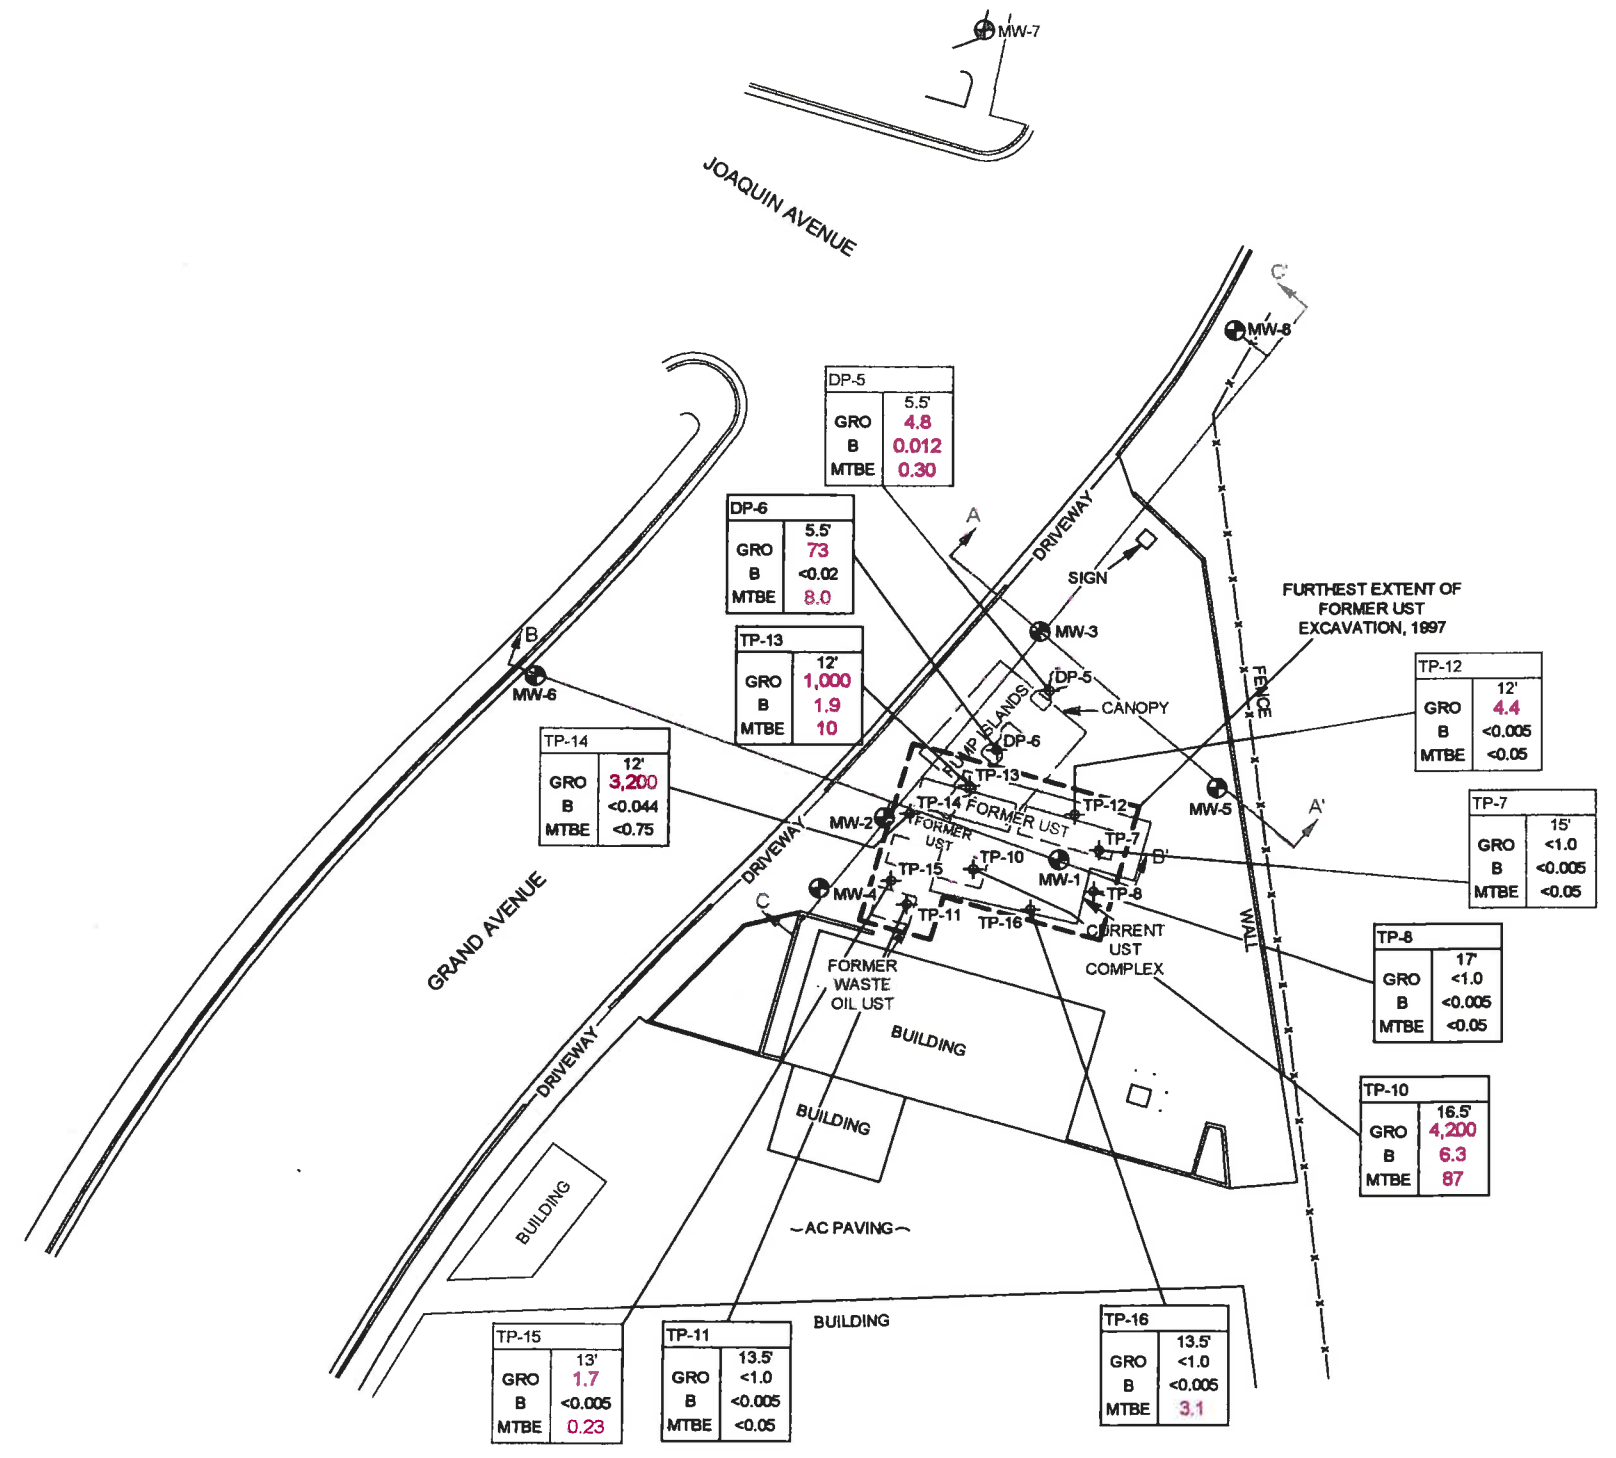 MW-7
JOAQUIN AVENUE
C'
MW-8
DP-5
5.5'
GRO 4.8
B 0.012
MTBE 0.30
DP-6
5.5'
GRO 73
B <0.02
MTBE 8.0
A
DRIVEWAY
SIGN
FURTHEST EXTENT OF
FORMER UST
EXCAVATION, 1997
MW-3
B
MW-6
TP-13
12'
GRO 1,000
B 1.9
MTBE 10
FENCE
TP-12
12'
GRO 4.4
B <0.005
MTBE <0.05
DP-5
CANOPY
PUMP ISLANDS
DP-6
TP-14
12'
GRO 3,200
B <0.044
MTBE <0.75
TP-13
TP-14
FORMER UST
TP-12
MW-5
A'
TP-7
15'
GRO <1.0
B <0.005
MTBE <0.05
MW-2
FORMER
UST
TP-7
B'
DRIVEWAY
TP-15
TP-10
MW-1
TP-8
MW-4
C
TP-11
TP-16
CURRENT
UST
COMPLEX
WALL
GRAND AVENUE
FORMER
WASTE
OIL UST
TP-8
17'
GRO <1.0
B <0.005
MTBE <0.05
BUILDING
DRIVEWAY
TP-10
16.5'
GRO 4,200
B 6.3
MTBE 87
BUILDING
BUILDING
AC PAVING
BUILDING
TP-15
13'
GRO 1.7
B <0.005
MTBE 0.23
TP-11
13.5'
GRO <1.0
B <0.005
MTBE <0.05
TP-16
13.5'
GRO <1.0
B <0.005
MTBE 3.1